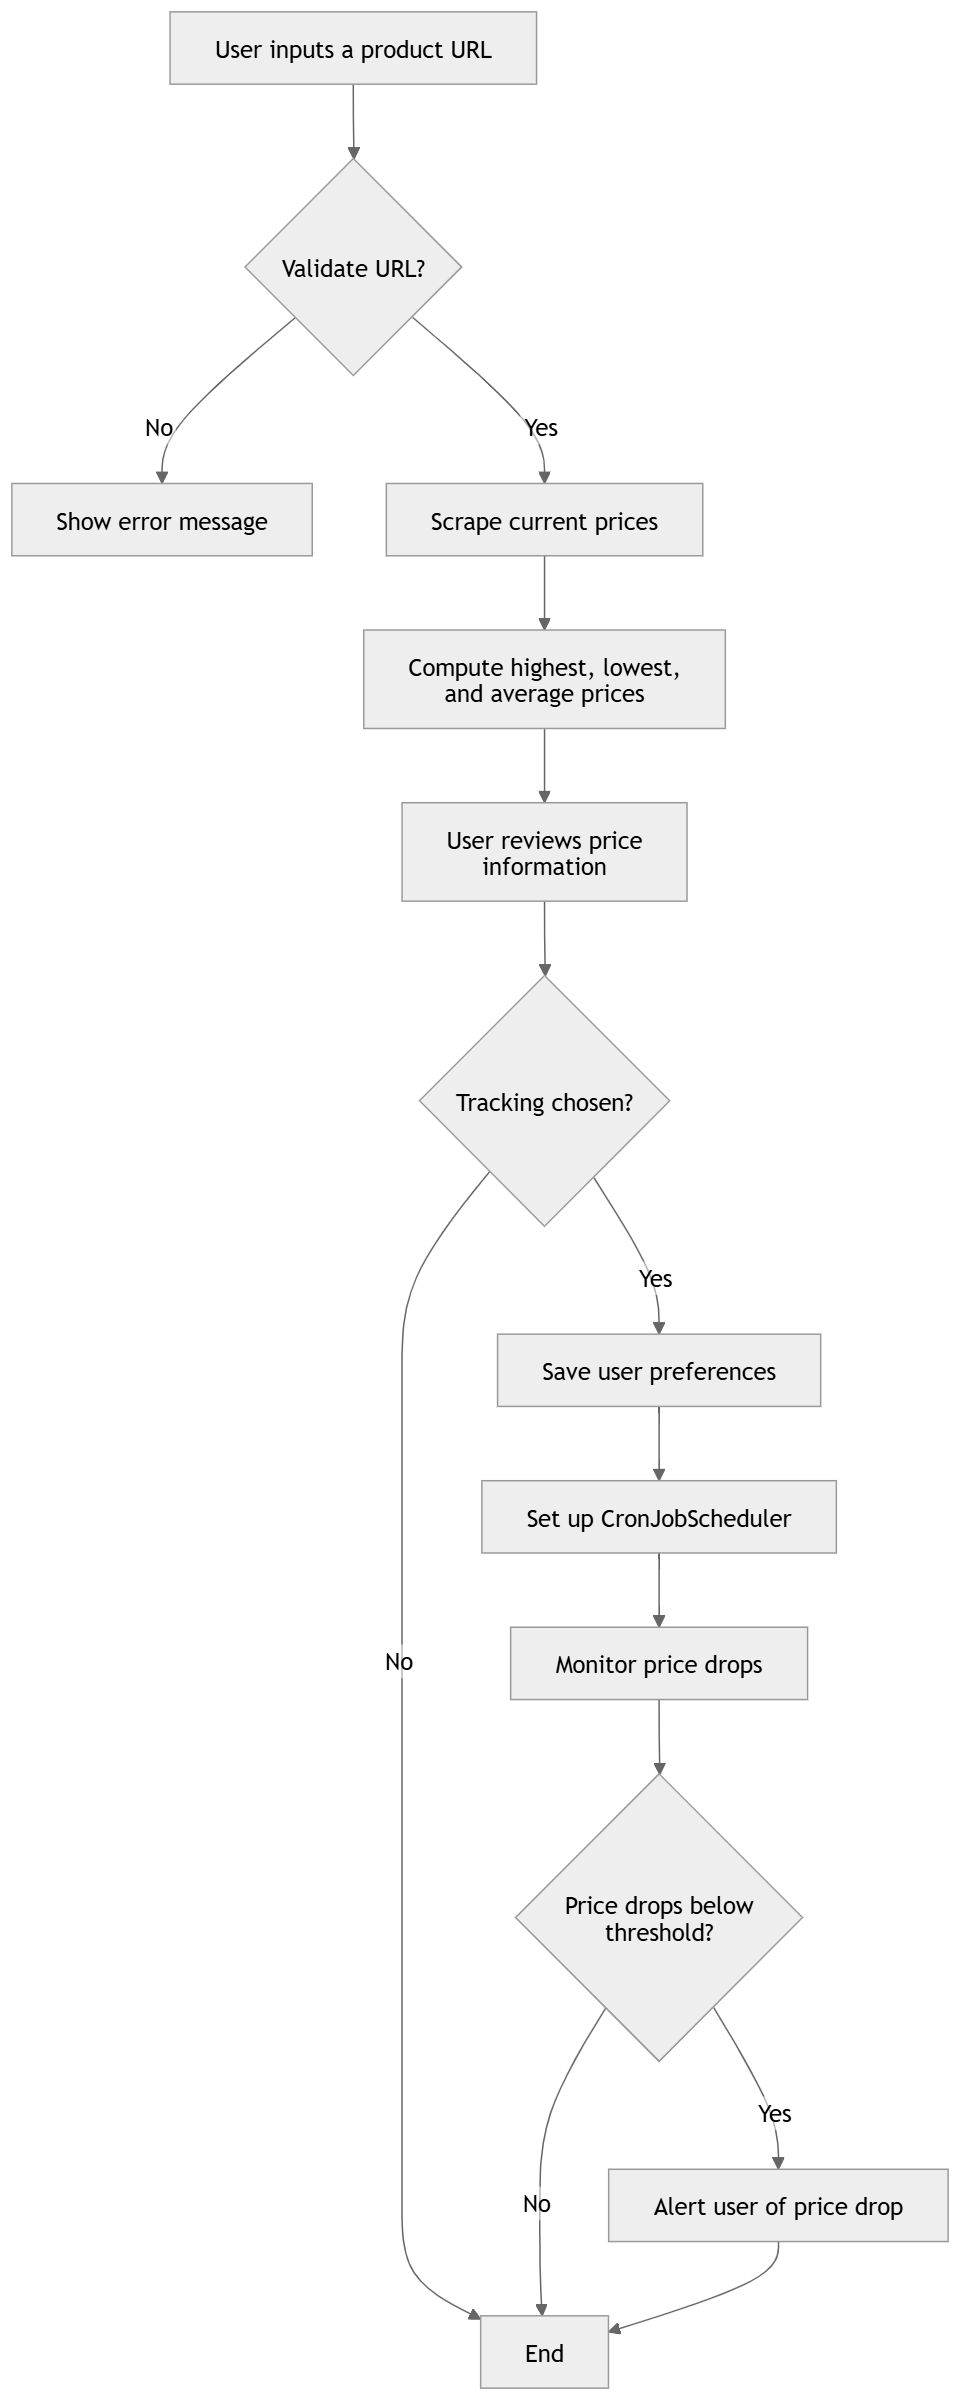 User inputs a product URL
Validate URL?
No
Yes
Show error message
Scrape current prices
Compute highest, lowest,
and average prices
User reviews price
information
Tracking chosen?
Yes
Save user preferences
Set up CronJobScheduler
No
Monitor price drops
Price drops below
threshold?
Yes
No
Alert user of price drop
End